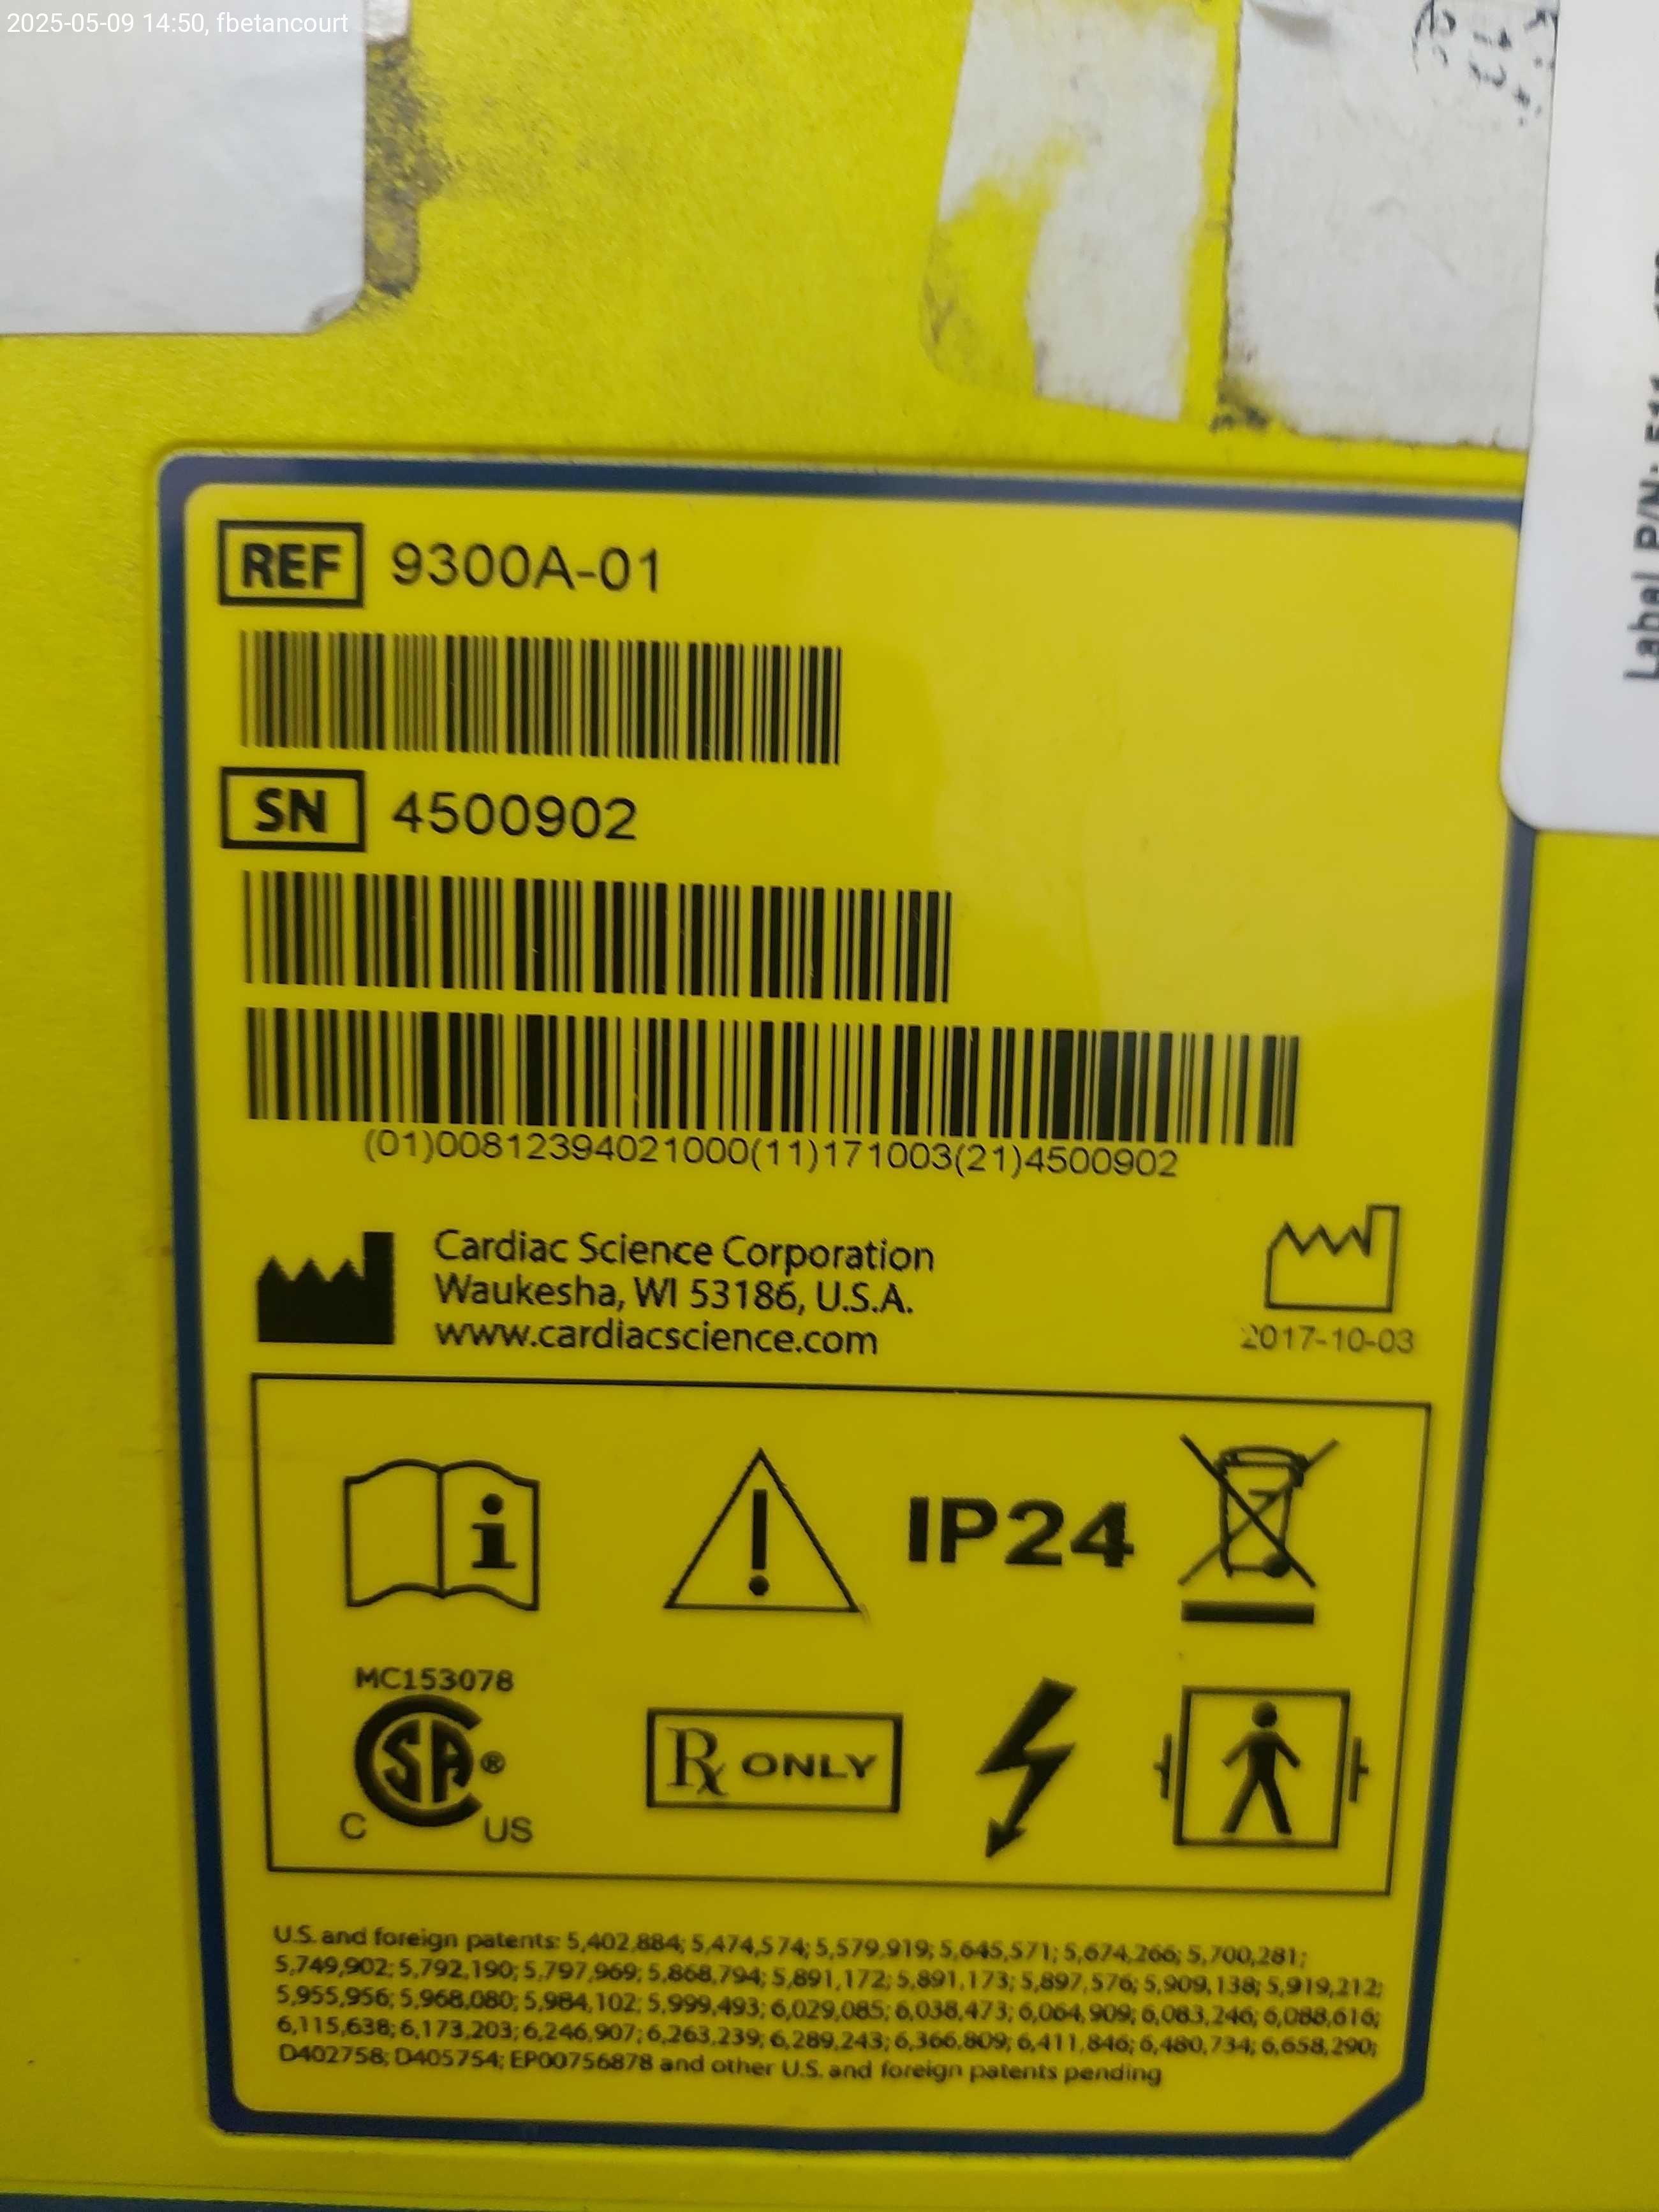 2025-05-09 14:50, fbetancourt
Label P/N:
REF 9300A-01
SN 4500902
(01)00812394021000(11)171003(21)4500902
Cardiac Science Corporation
Waukesha, WI 53186, U.S.A.
www.cardiacscience.com
2017-10-03
i
!
IP24
MC153078
SA®
C US
Rx ONLY
U.S. and foreign patents: 5,402,884; 5,474,574; 5,579,919; 5,645,571; 5,674,266; 5,700,281;
5,749,902; 5,792,190; 5,797,969; 5,868,794; 5,891,172; 5,891,173; 5,897,576; 5,909,138; 5,919,212;
5,955,956; 5,968,080; 5,984,102; 5,999,493; 6,029,085; 6,038,473; 6,064,909; 6,083,246; 6,088,616;
6,115,638; 6,173,203; 6,246,907; 6,263,239; 6,289,243; 6,366,809; 6,411,846; 6,480,734; 6,658,290;
D402758; D405754; EP00756878 and other U.S. and foreign patents pending